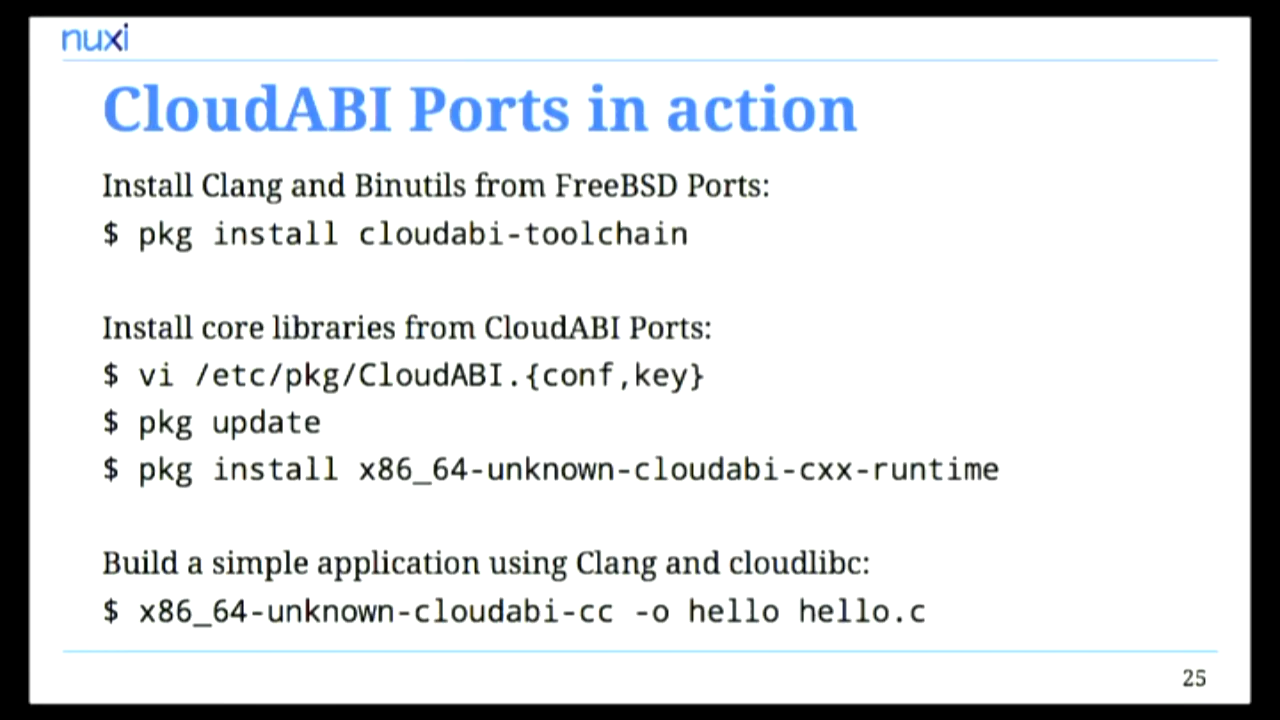 nuxi
CloudABI Ports in action
Install Clang and Binutils from FreeBSD Ports:
$ pkg install cloudabi-toolchain
Install core libraries from CloudABI Ports:
$ vi /etc/pkg/CloudABI.{conf,key}
$ pkg update
$ pkg install x86_64-unknown-cloudabi-cxx-runtime
Build a simple application using Clang and cloudlibc:
$ x86_64-unknown-cloudabi-cc -o hello hello.c
25